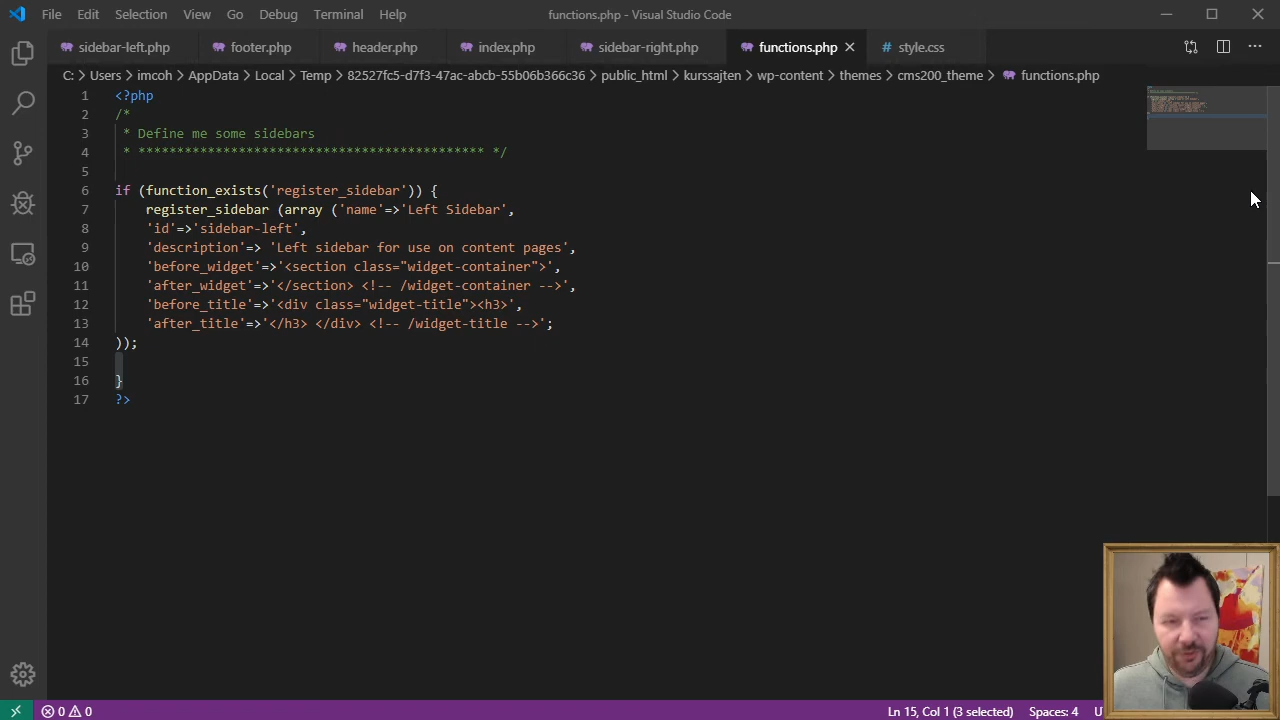 File Edit Selection View Go Debug Terminal Help functions.php - Visual Studio Code
sidebar-left.php footer.php header.php index.php sidebar-right.php functions.php style.css
C: > Users > imcoh > AppData > Local > Temp > 82527fc5-d7f3-47ac-abcb-55b06b366c36 > public_html > kurssajten > wp-content > themes > cms200_theme > functions.php
1 <?php
2 /*
3 * Define me some sidebars
4 * ********************************************* */
5
6 if (function_exists('register_sidebar')) {
7 register_sidebar (array ('name'=>'Left Sidebar',
8 'id'=>'sidebar-left',
9 'description'=> 'Left sidebar for use on content pages',
10 'before_widget'=>'<section class="widget-container">',
11 'after_widget'=>'</section> <!-- /widget-container -->',
12 'before_title'=>'<div class="widget-title"><h3>',
13 'after_title'=>'</h3> </div> <!-- /widget-title -->';
14 ));
15
16 }
17 ?>
0 0 Ln 15, Col 1 (3 selected) Spaces: 4 U